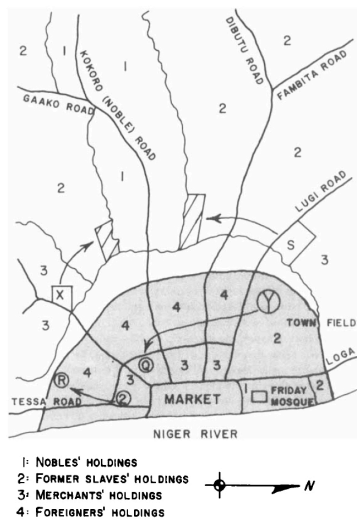 2
1
KOKORO (NOBLE) ROAD
1
DIBUTU ROAD
2
FAMBITA ROAD
GAAKO ROAD
2
2
1
2
LUGI ROAD
3
X
S
3
3
4
4
4
Y
TOWN FIELD
2
R
4
3
Q
3
3
LOGA
TESSA ROAD
2
MARKET
1
FRIDAY
MOSQUE
2
NIGER RIVER
1: NOBLES' HOLDINGS
2: FORMER SLAVES' HOLDINGS
3: MERCHANTS' HOLDINGS
4: FOREIGNERS' HOLDINGS
N